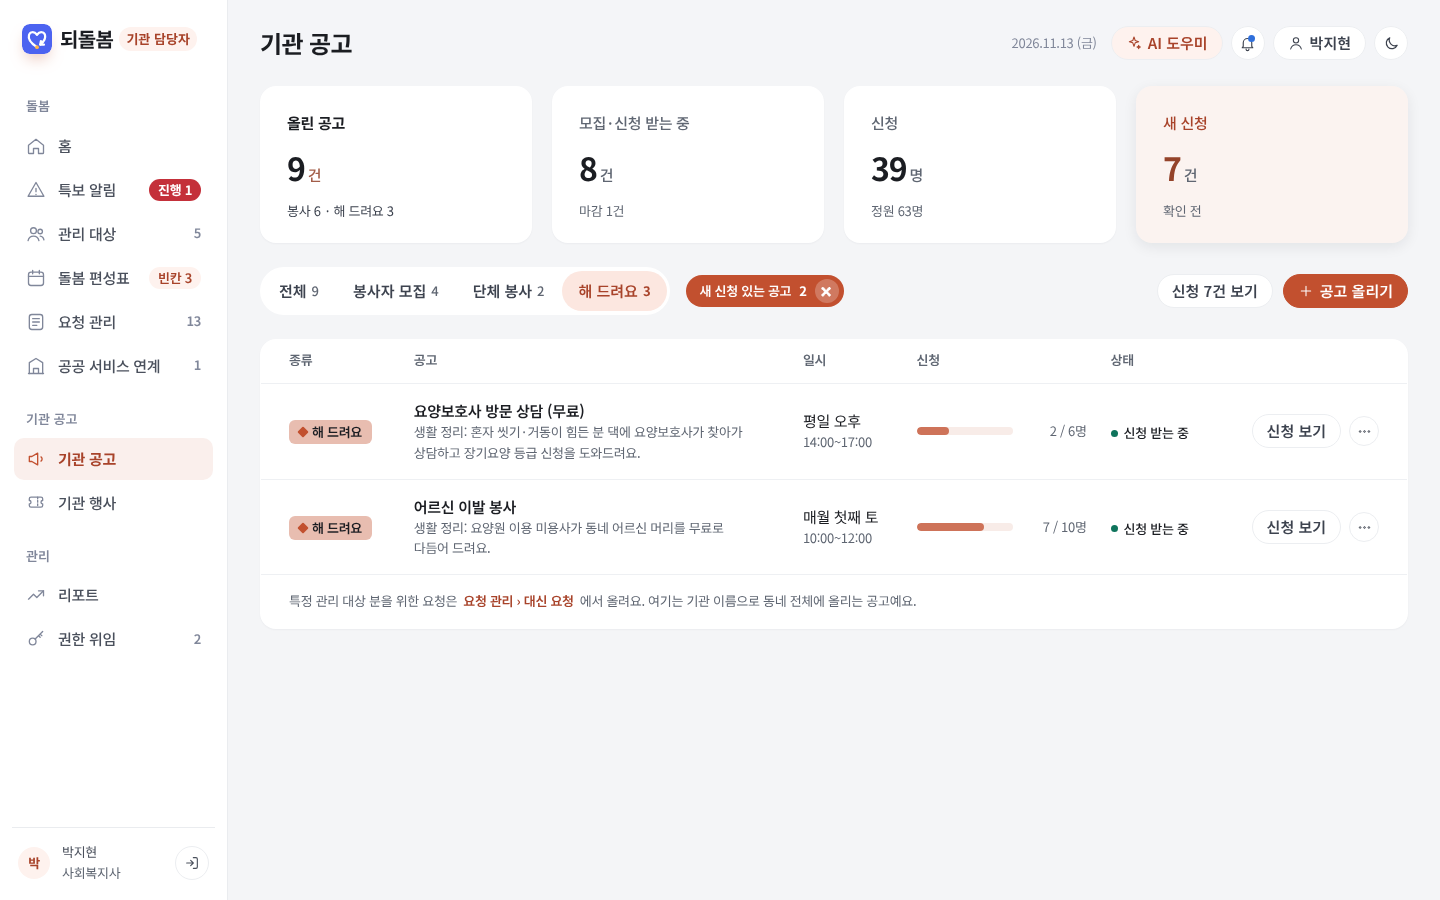 되돌봄 기관 담당자
돌봄
홈
특보 알림 진행 1
관리 대상 5
돌봄 편성표 빈칸 3
요청 관리 13
공공 서비스 연계 1
기관 공고
기관 공고
기관 행사
관리
리포트
권한 위임 2
박
박지현
사회복지사
기관 공고
2026.11.13 (금) AI 도우미 박지현
올린 공고
9건
봉사 6 · 해 드려요 3
모집·신청 받는 중
8건
마감 1건
신청
39명
정원 63명
새 신청
7건
확인 전
전체 9 봉사자 모집 4 단체 봉사 2 해 드려요 3 새 신청 있는 공고 2 신청 7건 보기 공고 올리기
종류 공고 일시 신청 상태
해 드려요
요양보호사 방문 상담 (무료)
생활 정리: 혼자 씻기·거동이 힘든 분 댁에 요양보호사가 찾아가
상담하고 장기요양 등급 신청을 도와드려요.
평일 오후
14:00~17:00
2 / 6명 신청 받는 중 신청 보기
해 드려요
어르신 이발 봉사
생활 정리: 요양원 이용 미용사가 동네 어르신 머리를 무료로
다듬어 드려요.
매월 첫째 토
10:00~12:00
7 / 10명 신청 받는 중 신청 보기
특정 관리 대상 분을 위한 요청은 요청 관리 › 대신 요청 에서 올려요. 여기는 기관 이름으로 동네 전체에 올리는 공고예요.